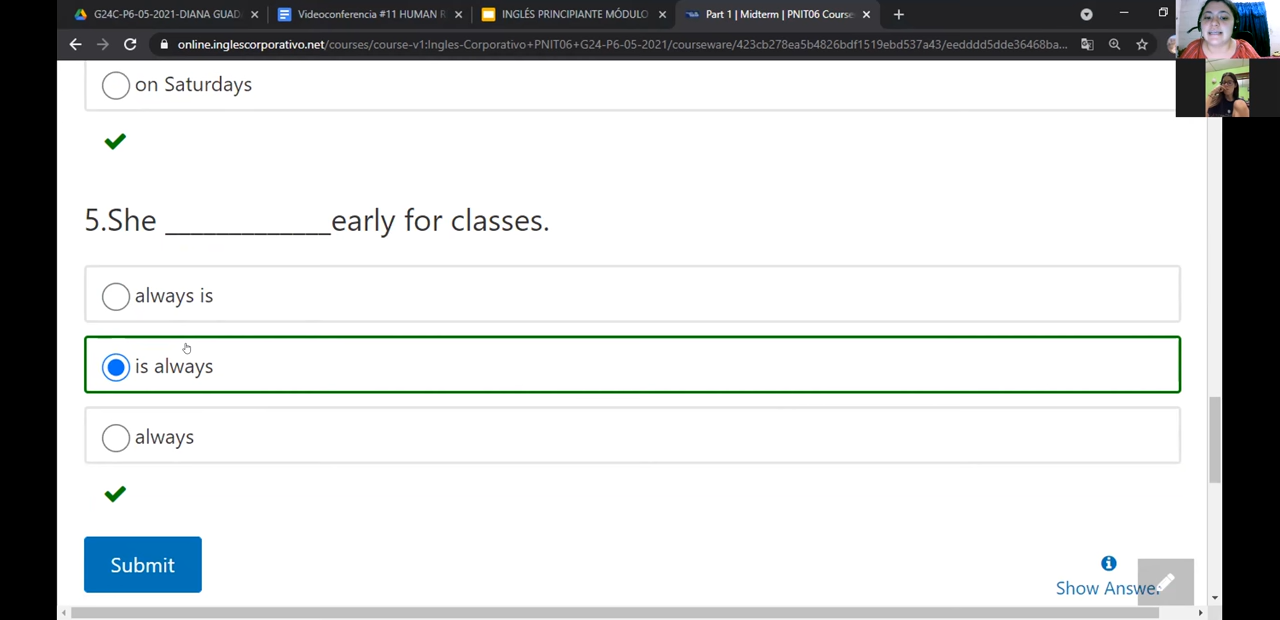 G24C-P6-05-2021-DIANA GUAD
Videoconferencia #11 HUMAN R
INGLÉS PRINCIPIANTE MÓDULO
Part 1 | Midterm | PNIT06 Course
online.inglescorporativo.net/courses/course-v1:Ingles-Corporativo+PNIT06+G24-P6-05-2021/courseware/423cb278ea5b4826bdf1519ebd537a43/eedddd5dde36468ba...
on Saturdays
5.She _____________early for classes.
always is
is always
always
Submit
Show Answer